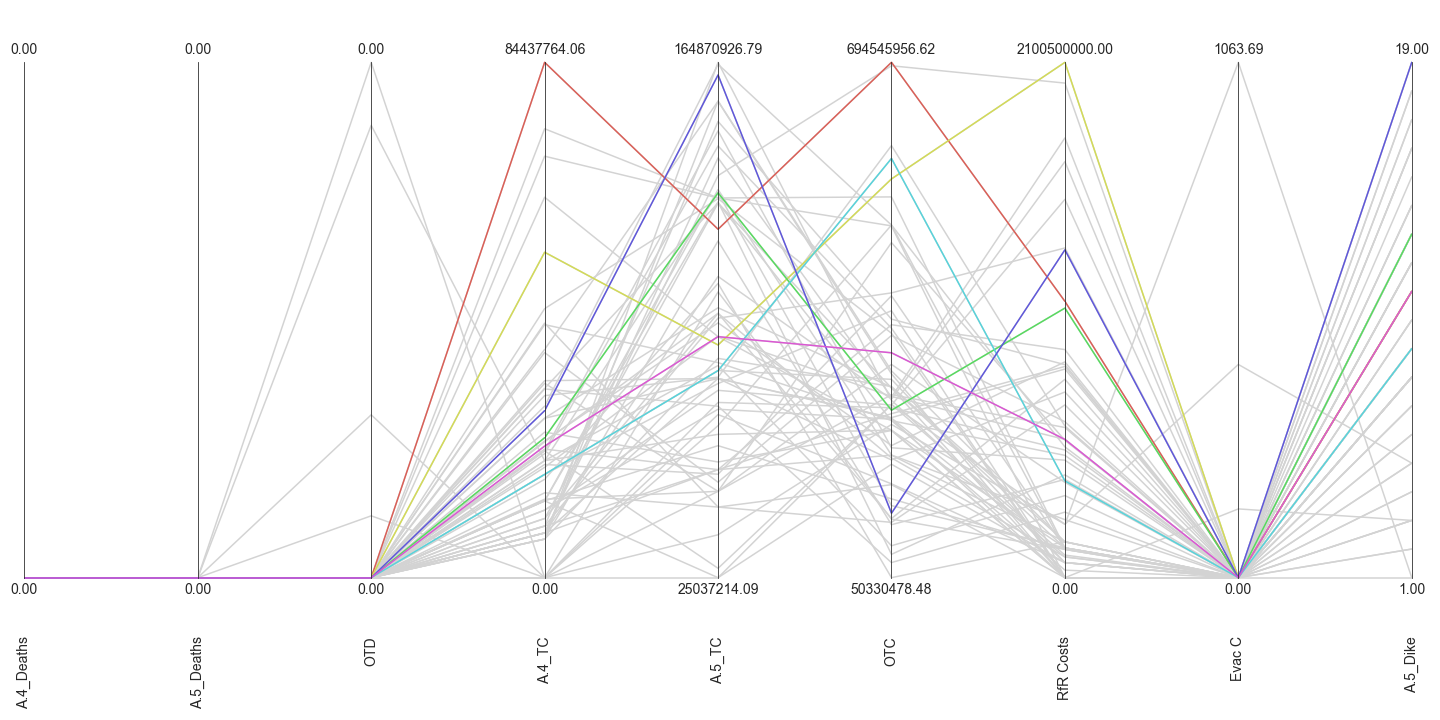 0.00 0.00 0.00 84437764.06 164870926.79 694545956.62 2100500000.00 1063.69 19.00
0.00 0.00 0.00 0.00 25037214.09 50330478.48 0.00 0.00 1.00
A.4_Deaths
A.5_Deaths
OTD
A.4_TC
A.5_TC
OTC
RfR Costs
Evac C
A.5_Dike